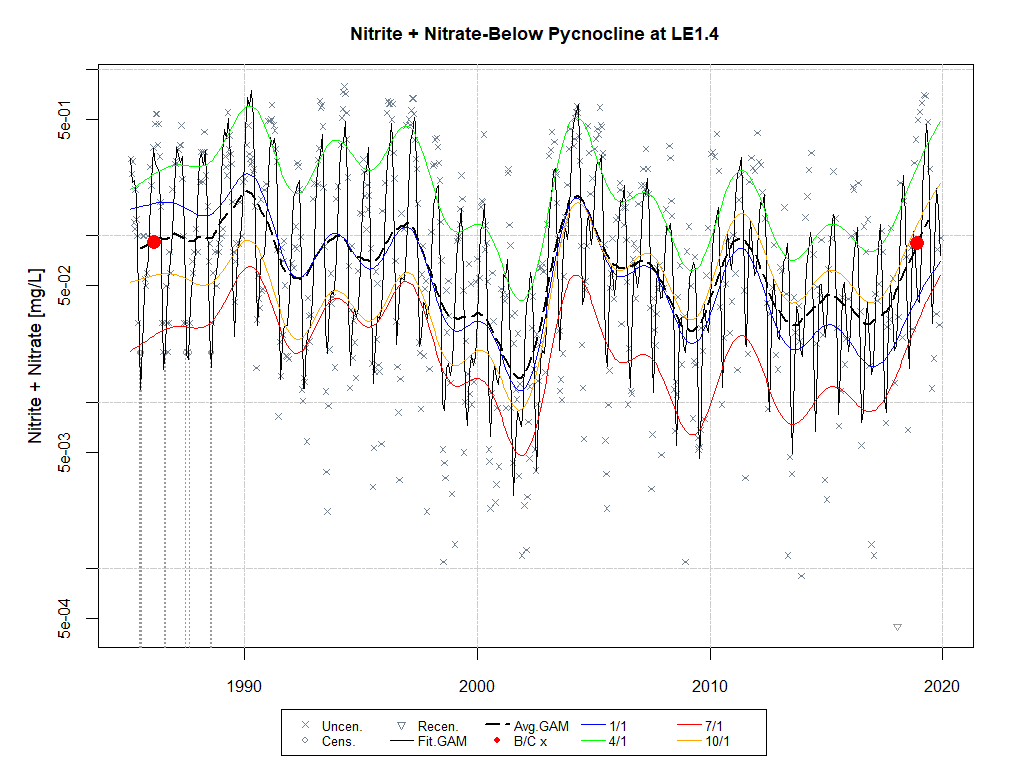 Nitrite + Nitrate-Below Pycnocline at LE1.4
Nitrite + Nitrate [mg/L]
5e-01
5e-02
5e-03
5e-04
1990 2000 2010 2020
Uncen. Recen. Avg.GAM 1/1 7/1
Cens. Fit.GAM B/C x 4/1 10/1